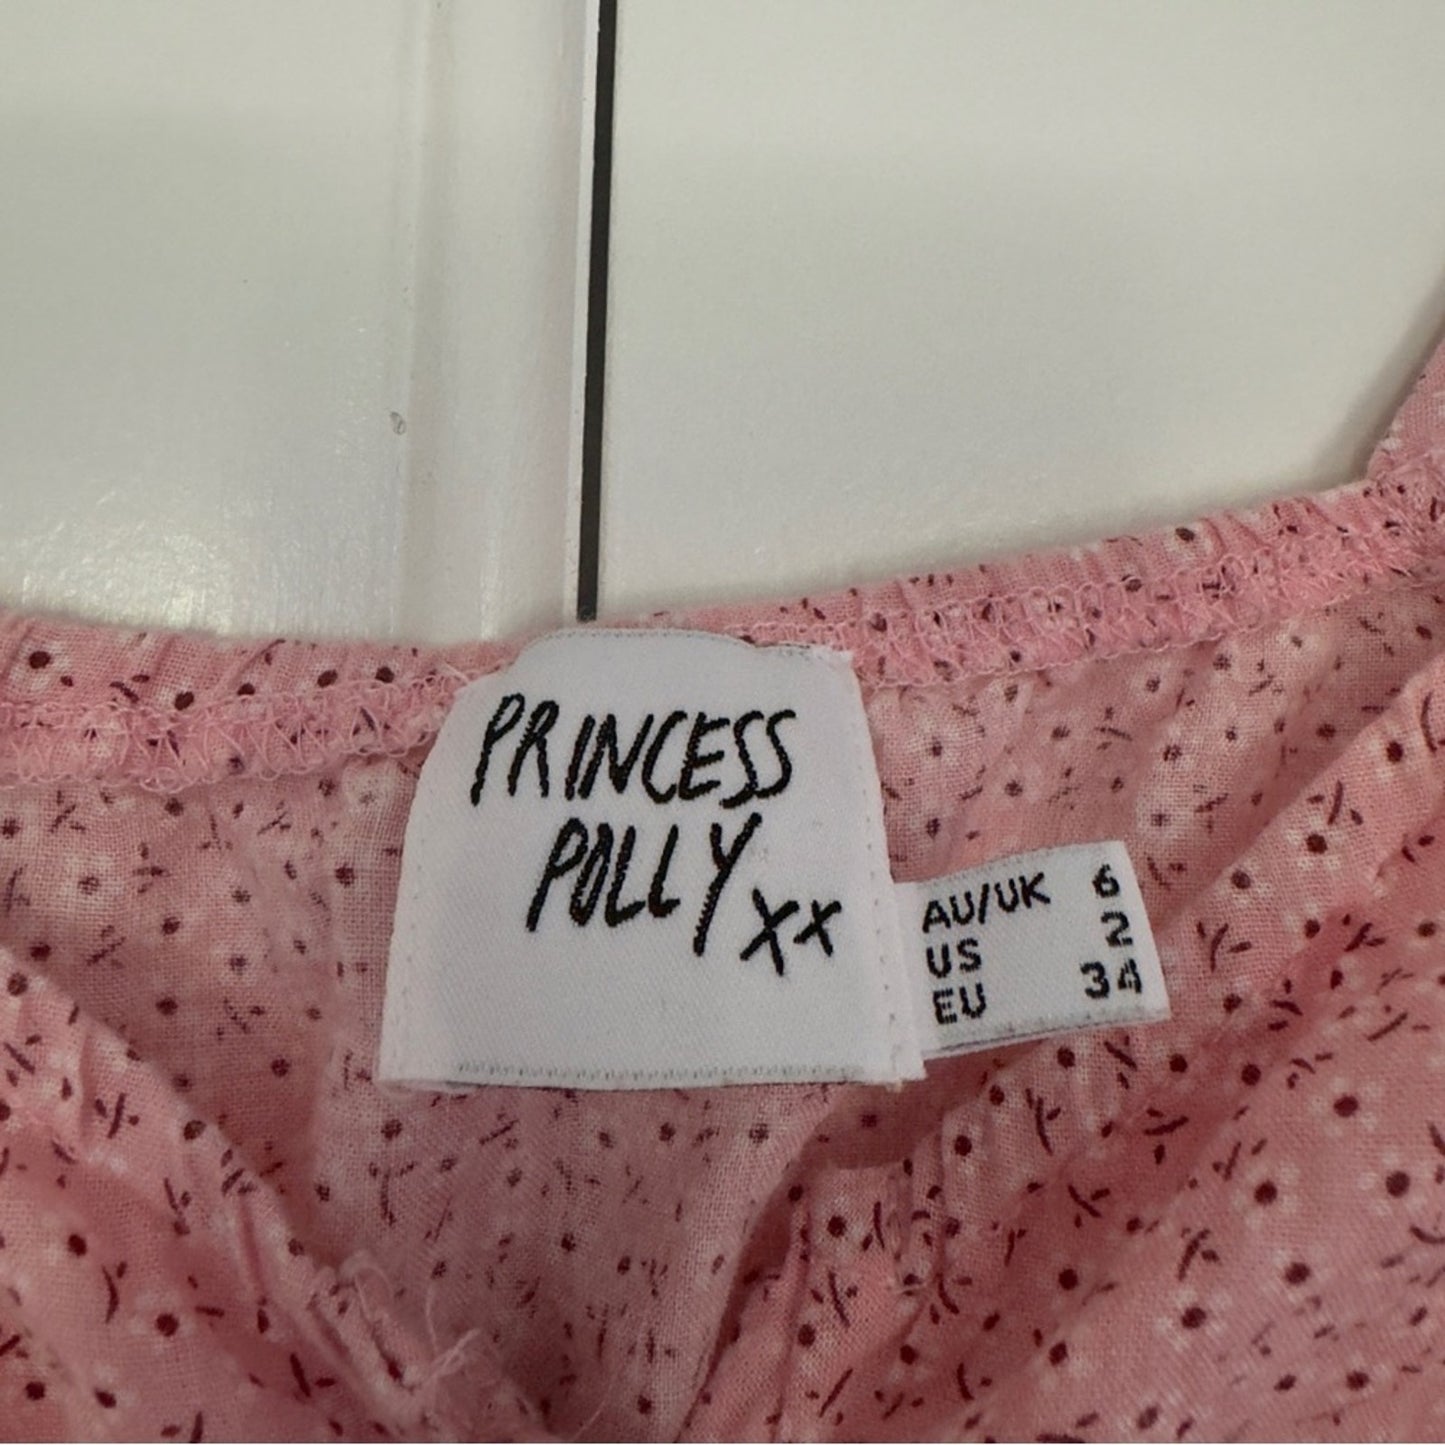 PRINCESS
POLLY xx
AU/UK 6
US 2
EU 34